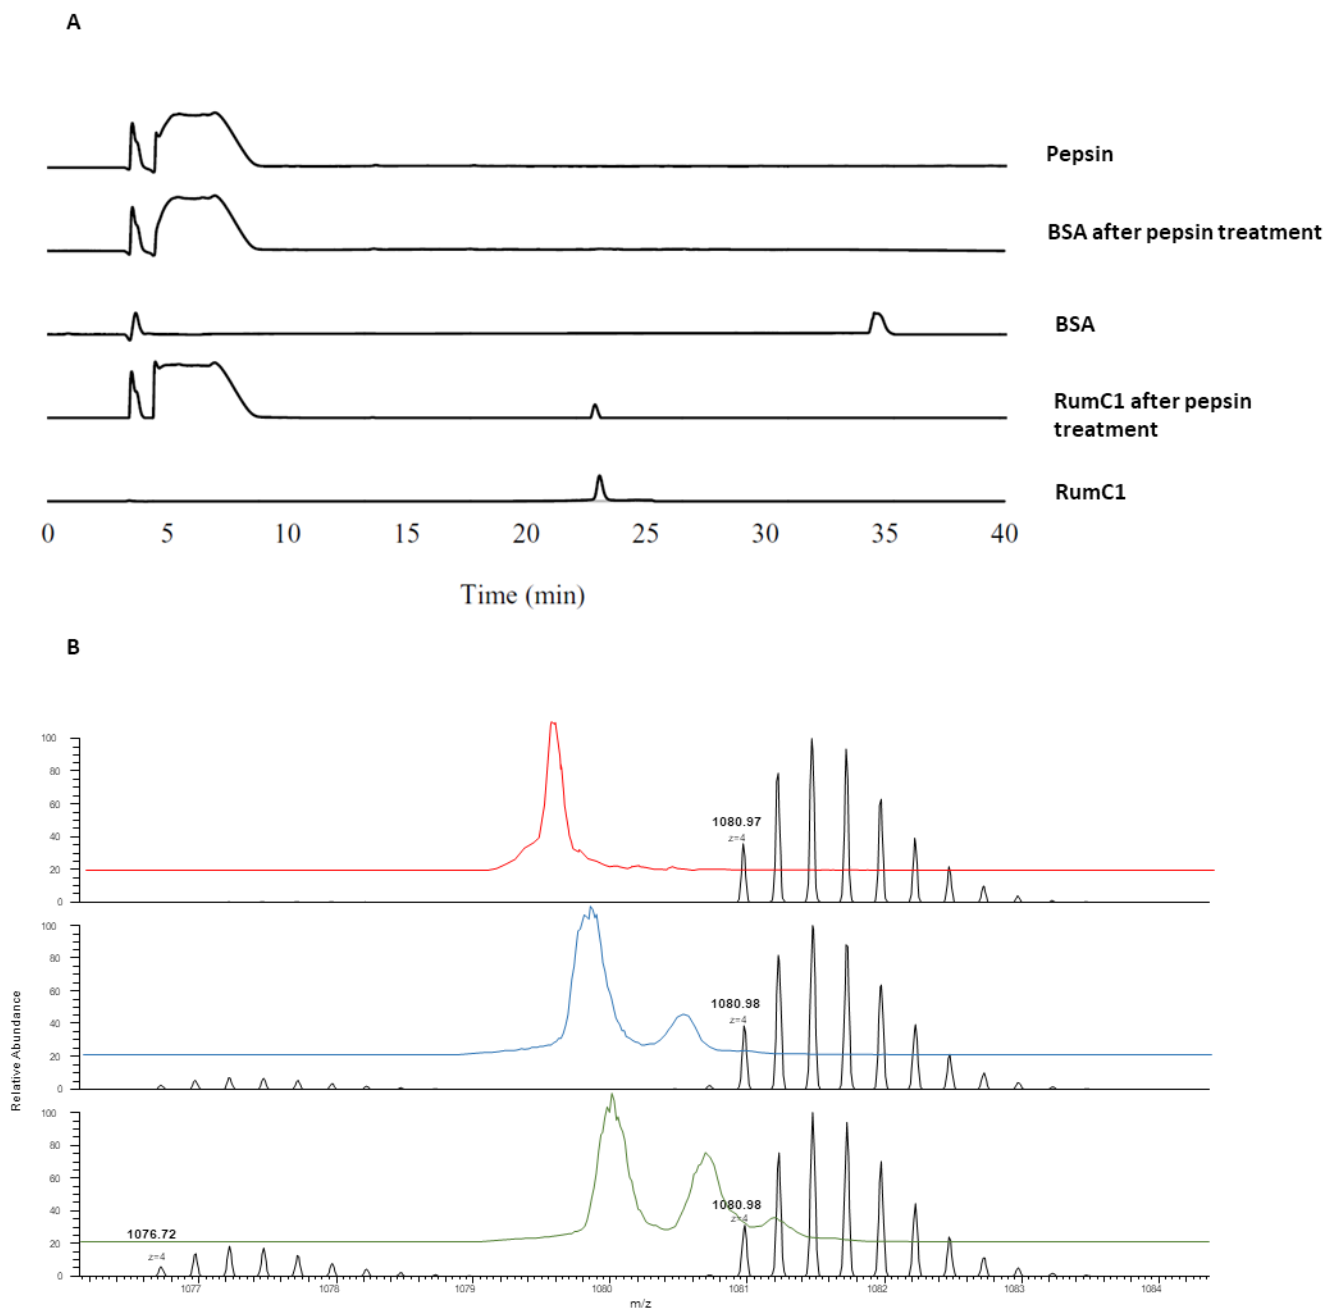 A
Pepsin
BSA after pepsin treatment
BSA
RumC1 after pepsin
treatment
RumC1
0 5 10 15 20 25 30 35 40
Time (min)
B
100
80
60
40
20
0
1080.97
z=4
100
80
60
40
20
0
1080.98
z=4
Relative Abundance
100
80
60
40
20
0
1076.72
z=4
1080.98
z=4
1077 1078 1079 1080 1081 1082 1083 1084
m/z